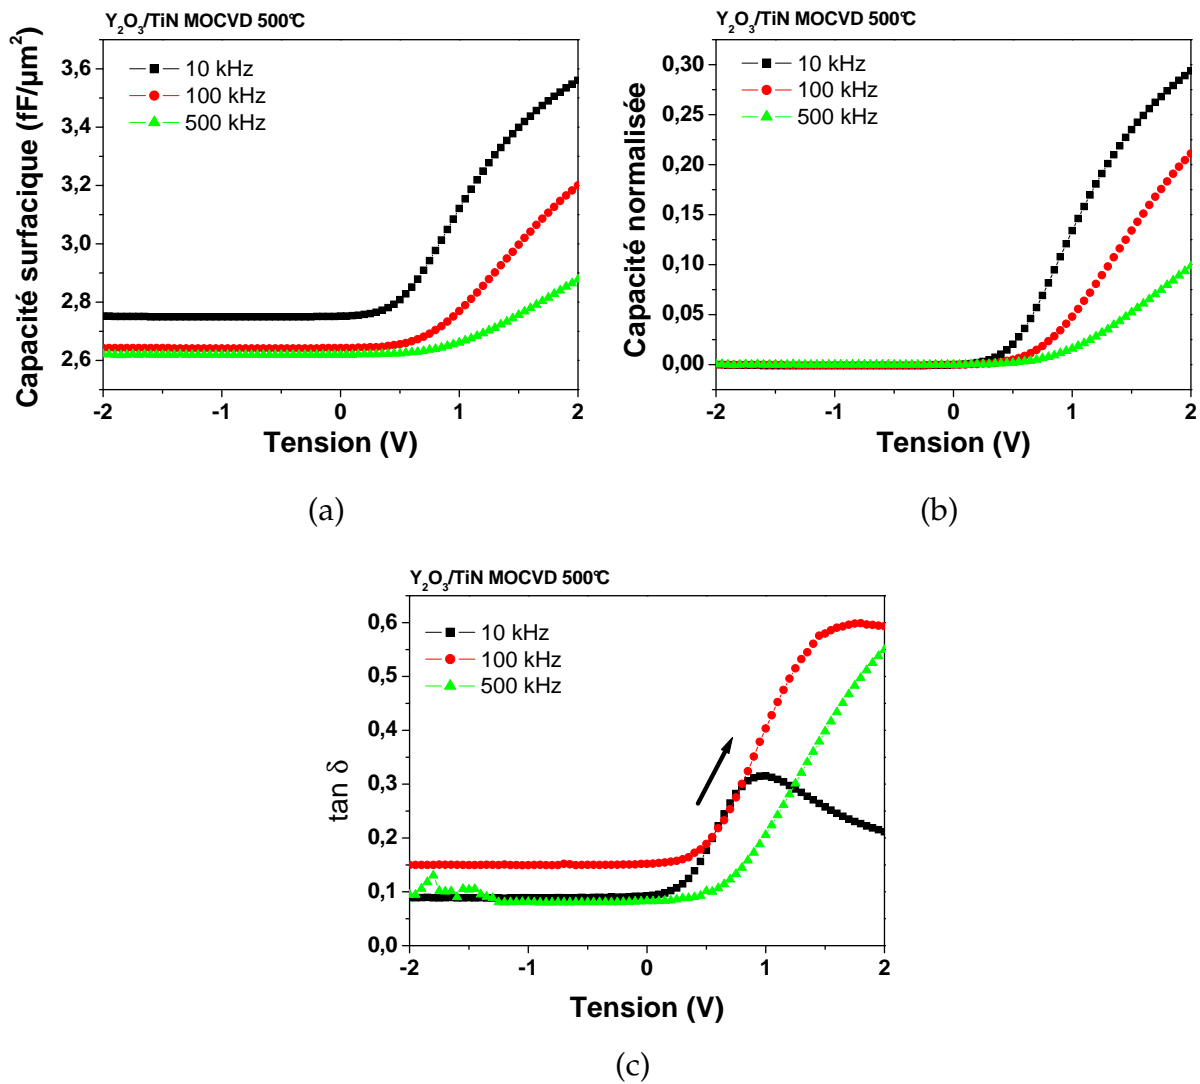 Y2O3/TiN MOCVD 500°C
Capacité surfacique (fF/µm²)
3,6
3,4
3,2
3,0
2,8
2,6
10 kHz
100 kHz
500 kHz
-2 -1 0 1 2
Tension (V)
(a)
Y2O3/TiN MOCVD 500°C
Capacité normalisée
0,30
0,25
0,20
0,15
0,10
0,05
0,00
10 kHz
100 kHz
500 kHz
-2 -1 0 1 2
Tension (V)
(b)
Y2O3/TiN MOCVD 500°C
tan δ
0,6
0,5
0,4
0,3
0,2
0,1
0,0
10 kHz
100 kHz
500 kHz
-2 -1 0 1 2
Tension (V)
(c)